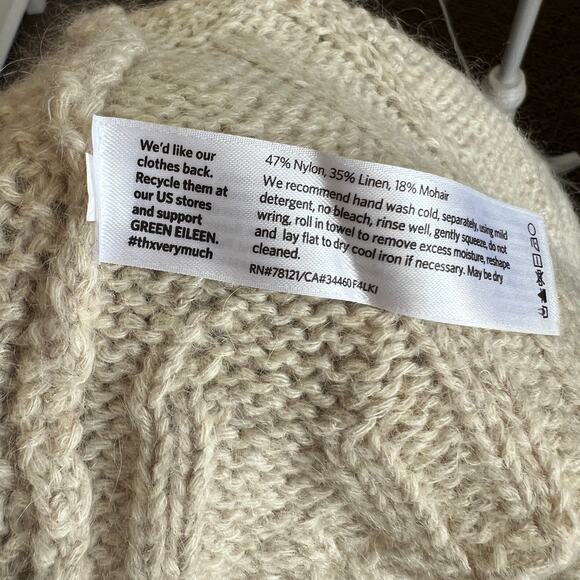 We'd like our
clothes back.
Recycle them at
our US stores
and support
GREEN EILEEN.
#thxverymuch
47% Nylon, 35% Linen, 18% Mohair
We recommend hand wash cold, separately, using mild
detergent, no bleach, rinse well, gently squeeze, do not
wring, roll in towel to remove excess moisture, reshape
and lay flat to dry cool iron if necessary. May be dry
cleaned.
RN#78121/CA#34460 F4LKI